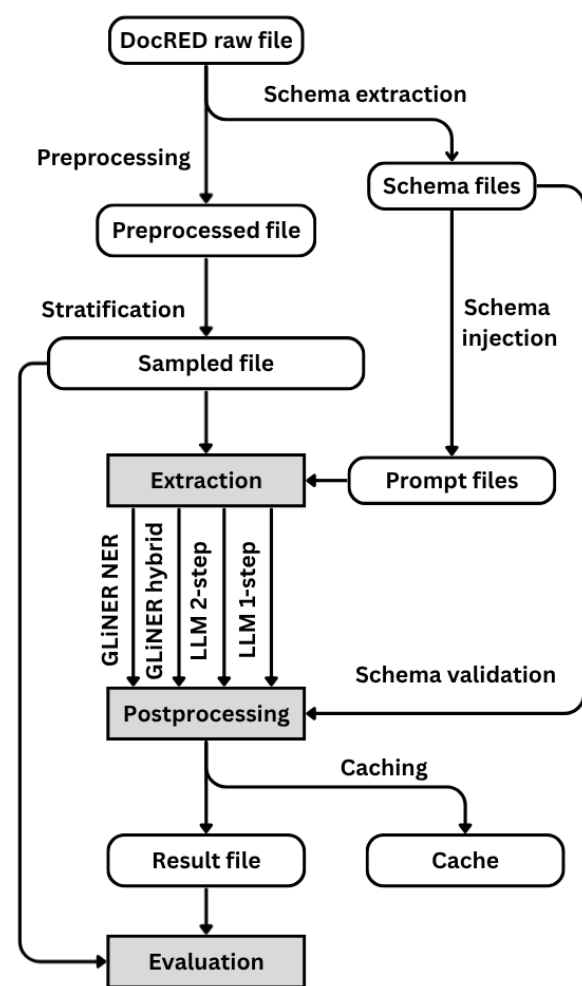 DocRED raw file
Schema extraction
Preprocessing
Schema files
Preprocessed file
Stratification
Schema
injection
Sampled file
Extraction
Prompt files
GLiNER NER
GLiNER hybrid
LLM 2-step
LLM 1-step
Schema validation
Postprocessing
Caching
Result file
Cache
Evaluation